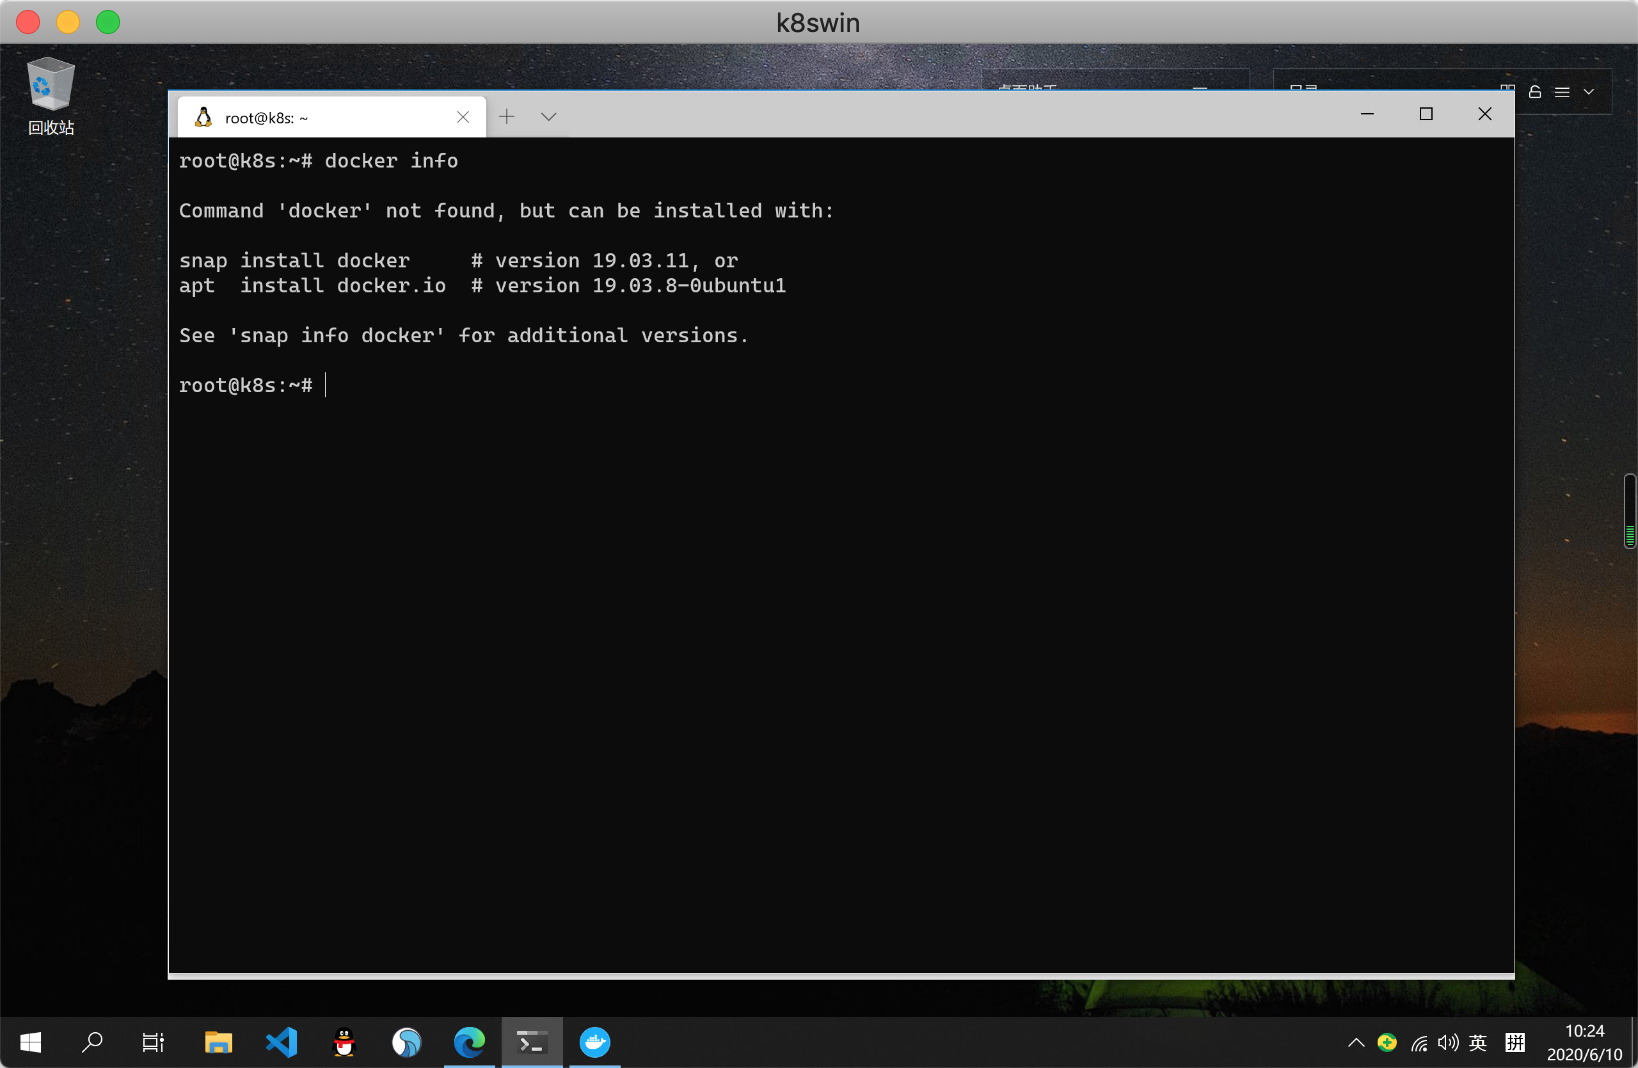 k8swin
回收站
root@k8s: ~
root@k8s:~# docker info
Command 'docker' not found, but can be installed with:
snap install docker     # version 19.03.11, or
apt  install docker.io  # version 19.03.8-0ubuntu1
See 'snap info docker' for additional versions.
root@k8s:~#
英
拼
10:24
2020/6/10